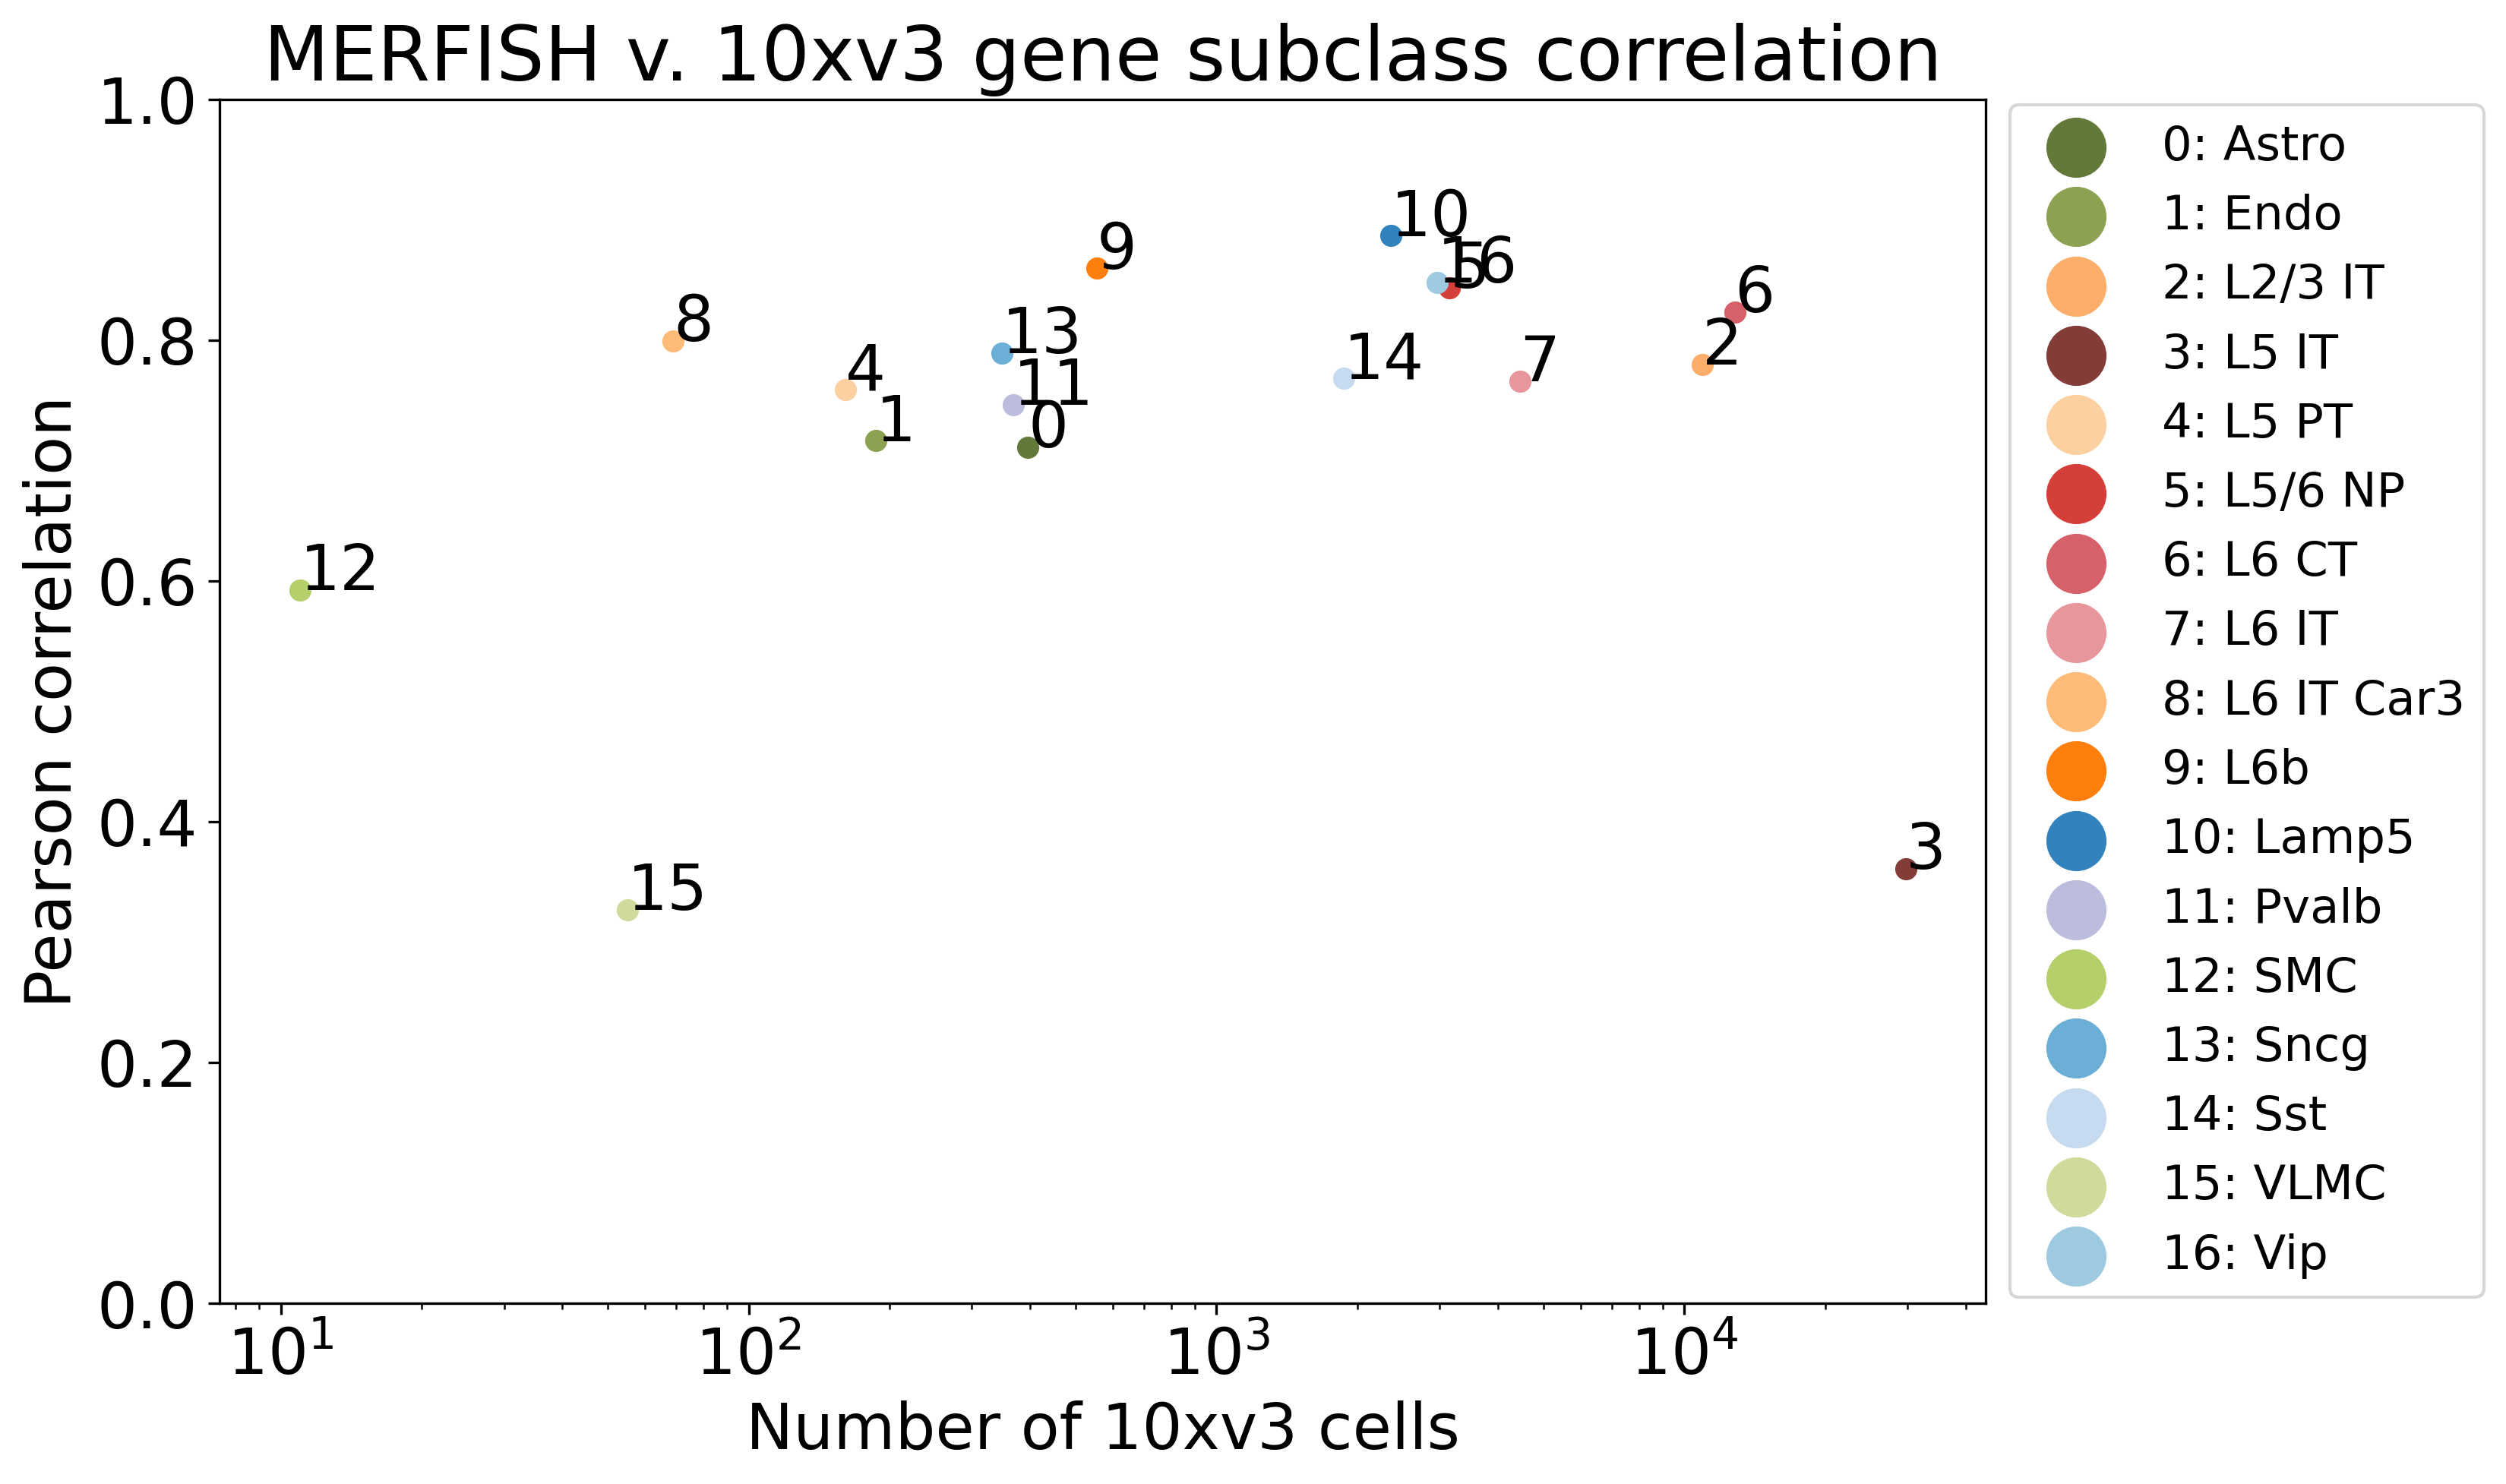 MERFISH v. 10xv3 gene subclass correlation
1.0
0.8
0.6
0.4
0.2
0.0
Pearson correlation
10
9
16
5
6
8
13
2
14
7
4
11
1
0
12
3
15
10¹
10²
10³
10⁴
Number of 10xv3 cells
0: Astro
1: Endo
2: L2/3 IT
3: L5 IT
4: L5 PT
5: L5/6 NP
6: L6 CT
7: L6 IT
8: L6 IT Car3
9: L6b
10: Lamp5
11: Pvalb
12: SMC
13: Sncg
14: Sst
15: VLMC
16: Vip